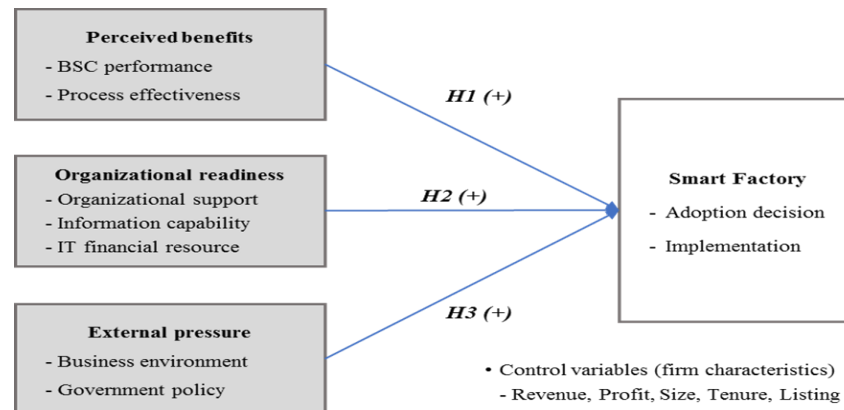 Perceived benefits
- BSC performance
- Process effectiveness
H1 (+)
Organizational readiness
- Organizational support
- Information capability
- IT financial resource
H2 (+)
Smart Factory
- Adoption decision
- Implementation
External pressure
- Business environment
- Government policy
H3 (+)
• Control variables (firm characteristics)
- Revenue, Profit, Size, Tenure, Listing